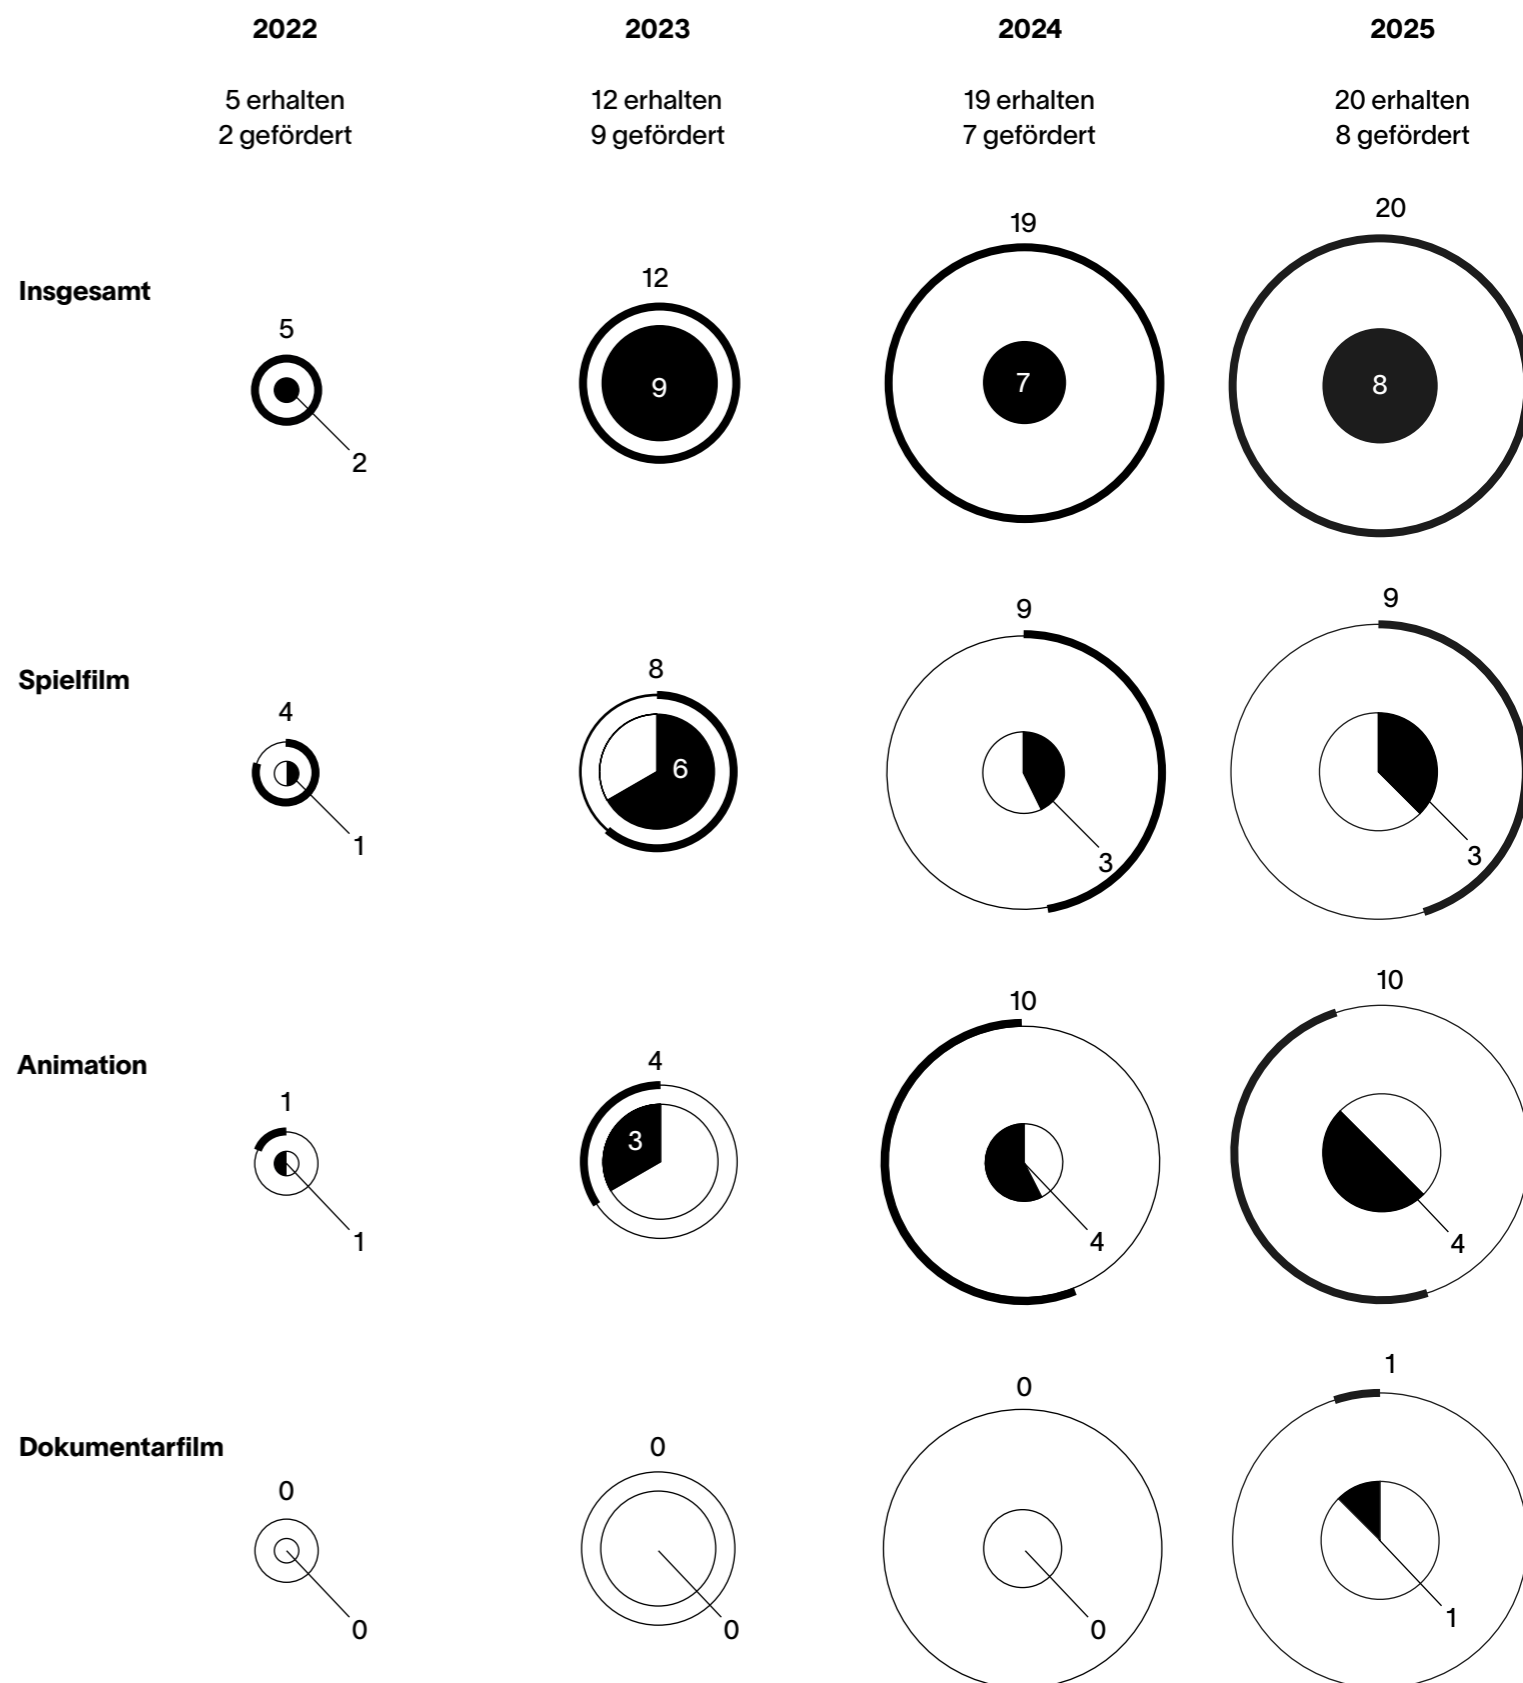 2022 2023 2024 2025
5 erhalten 12 erhalten 19 erhalten 20 erhalten
2 gefördert 9 gefördert 7 gefördert 8 gefördert
Insgesamt
5 12 19 20
2 9 7 8
Spielfilm
4 8 9 9
1 6 3 3
Animation
1 4 10 10
1 3 4 4
Dokumentarfilm
0 0 0 1
0 0 0 1